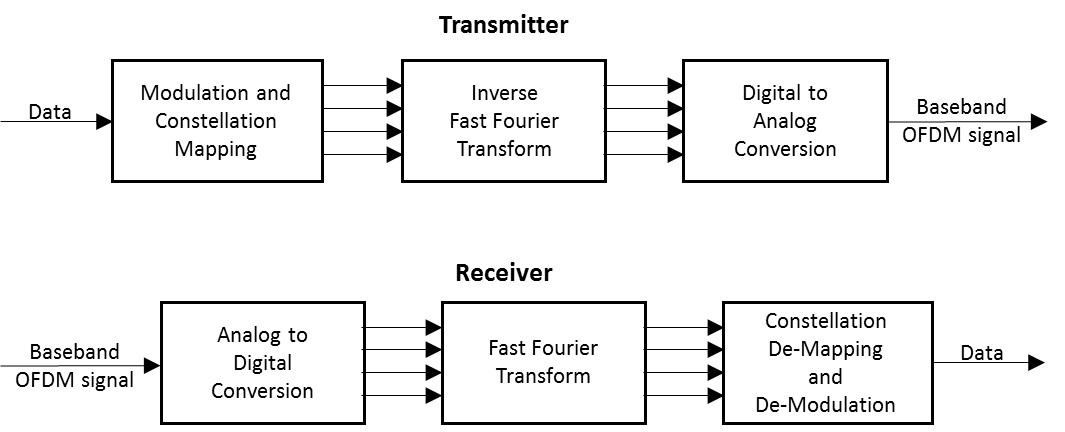 Transmitter
Data
Modulation and
Constellation
Mapping
Inverse
Fast Fourier
Transform
Digital to
Analog
Conversion
Baseband
OFDM signal
Receiver
Baseband
OFDM signal
Analog to
Digital
Conversion
Fast Fourier
Transform
Constellation
De-Mapping
and
De-Modulation
Data